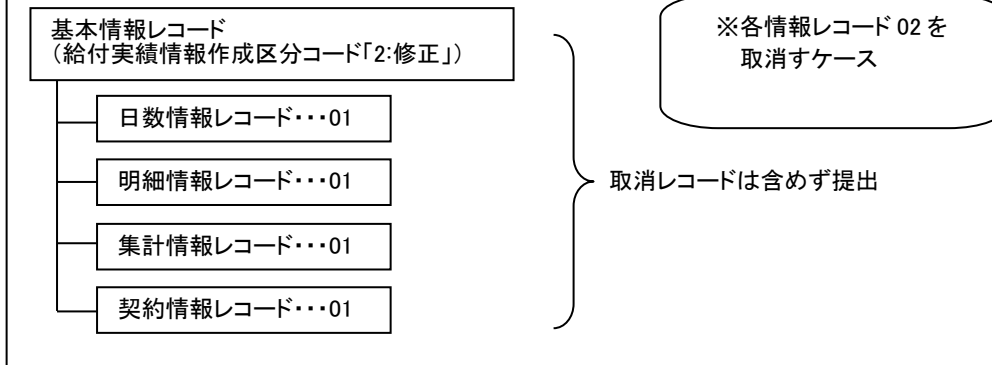 基本情報レコード
(給付実績情報作成区分コード「2:修正」)
※各情報レコード 02 を
取消すケース
日数情報レコード・・・01
明細情報レコード・・・01
取消レコードは含めず提出
集計情報レコード・・・01
契約情報レコード・・・01